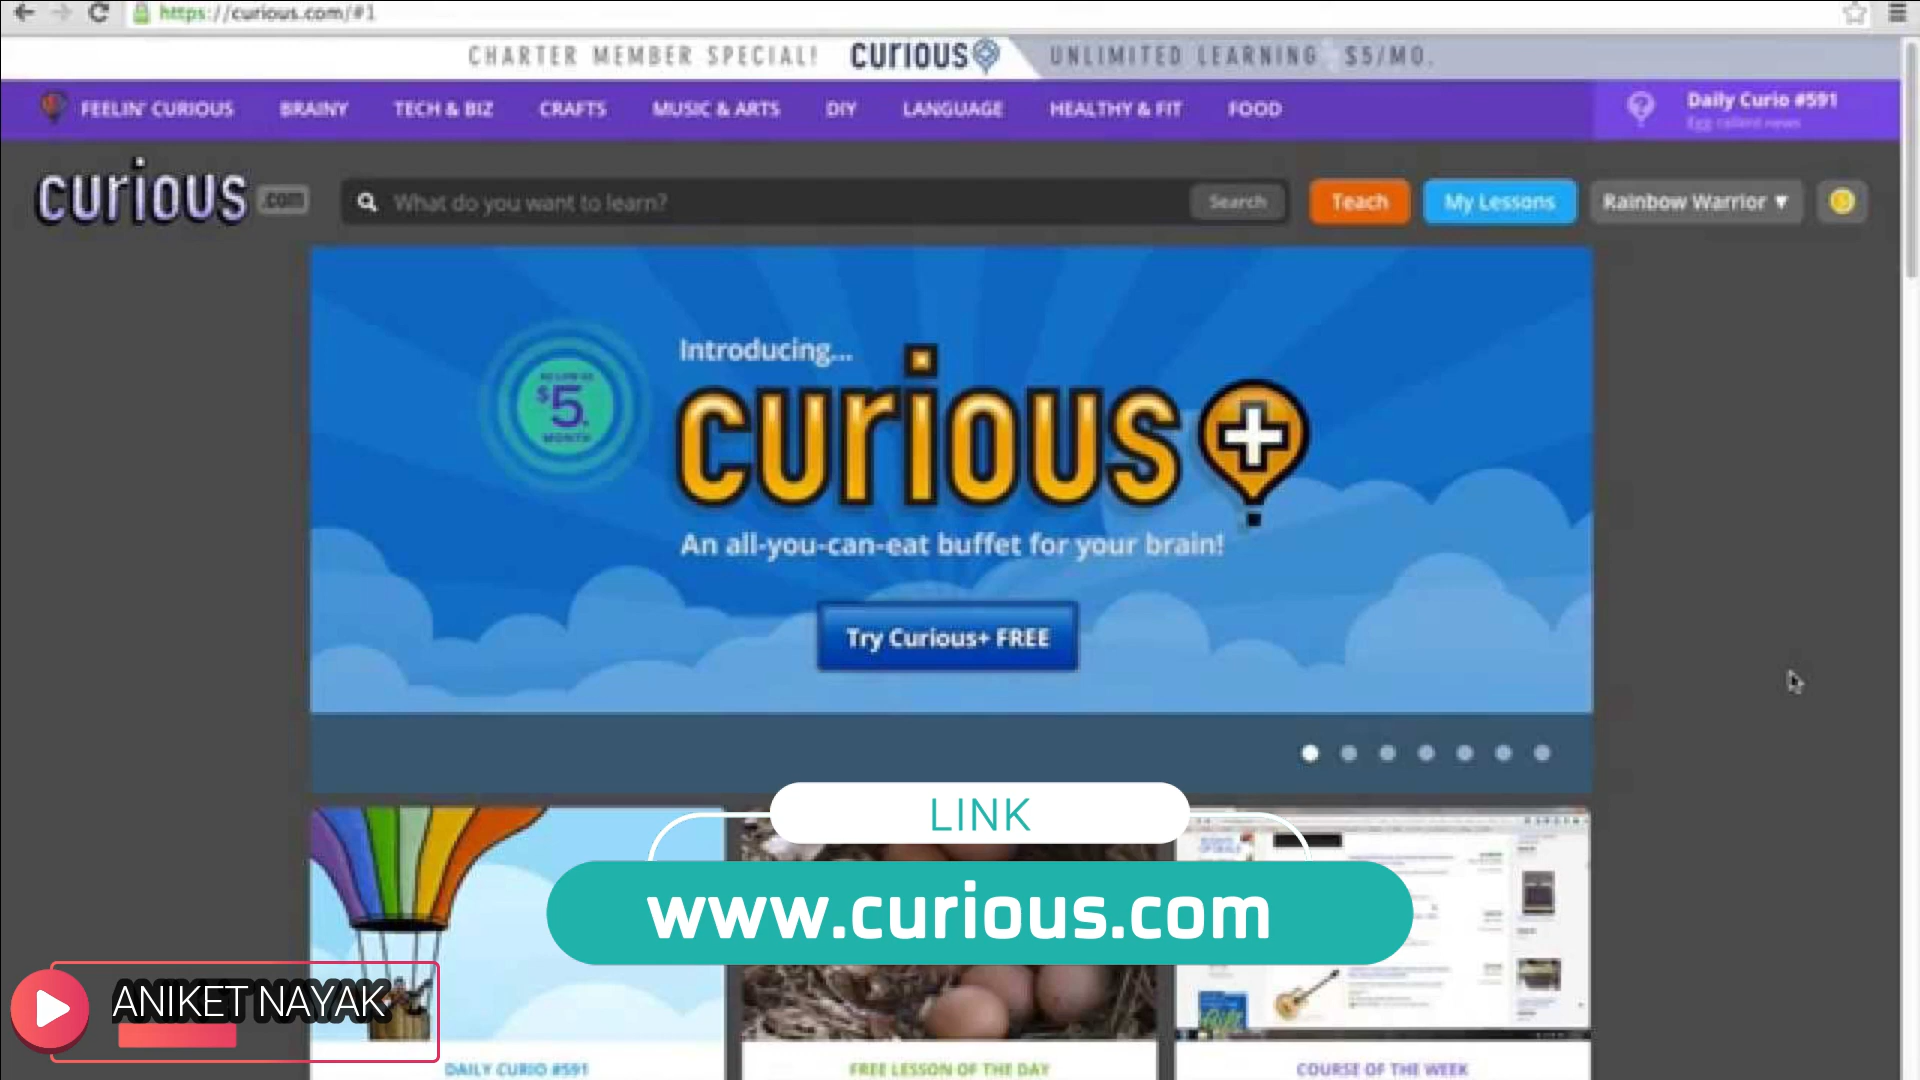 https://curious.com/#1
CHARTER MEMBER SPECIAL! CURIOUS UNLIMITED LEARNING $5/MO.
FEELIN' CURIOUS BRAINY TECH & BIZ CRAFTS MUSIC & ARTS DIY LANGUAGE HEALTHY & FIT FOOD
Daily Curio #591
curious .com
What do you want to learn? Search Teach My Lessons Rainbow Warrior ▼
Introducing...
$5
MONTH
curious
An all-you-can-eat buffet for your brain!
Try Curious+ FREE
LINK
www.curious.com
ANIKET NAYAK
DAILY CURIO #591 FREE LESSON OF THE DAY COURSE OF THE WEEK